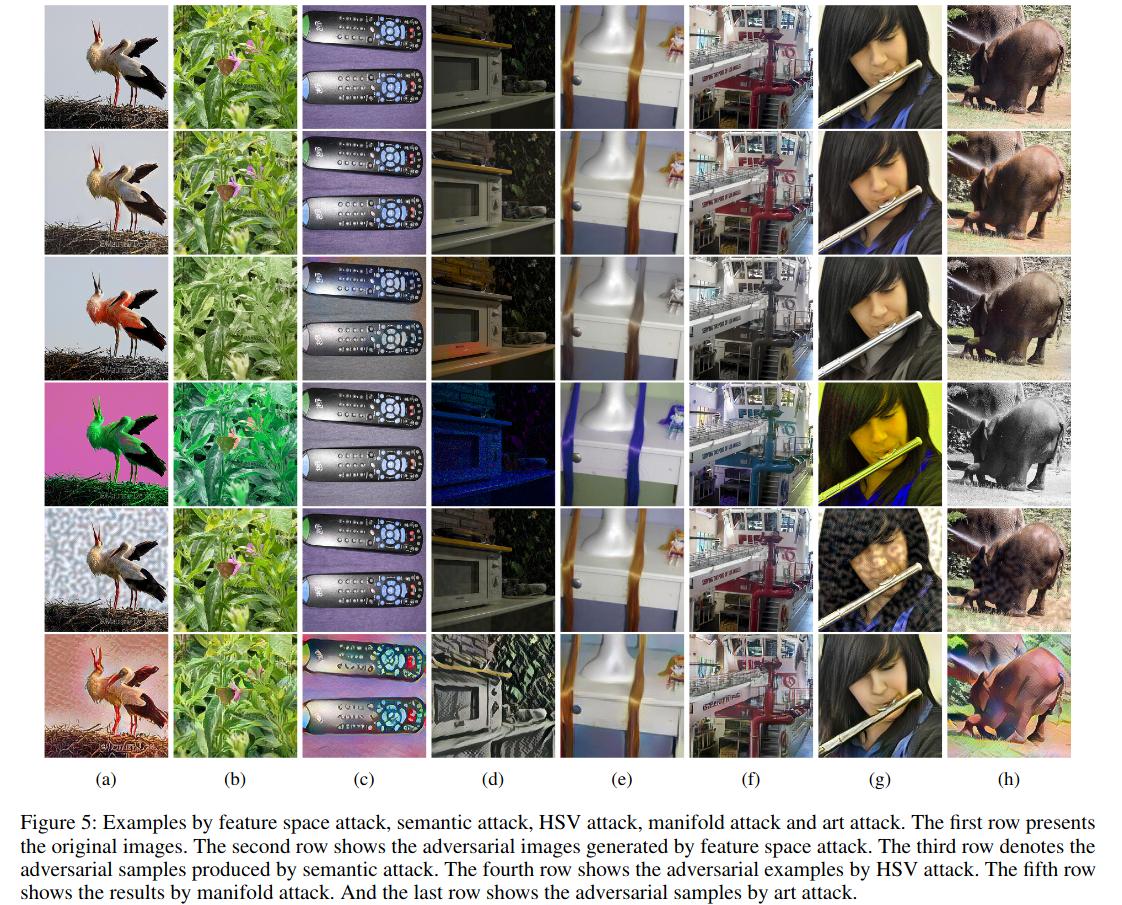 (a) (b) (c) (d) (e) (f) (g) (h)
Figure 5: Examples by feature space attack, semantic attack, HSV attack, manifold attack and art attack. The first row presents
the original images. The second row shows the adversarial images generated by feature space attack. The third row denotes the
adversarial samples produced by semantic attack. The fourth row shows the adversarial examples by HSV attack. The fifth row
shows the results by manifold attack. And the last row shows the adversarial samples by art attack.